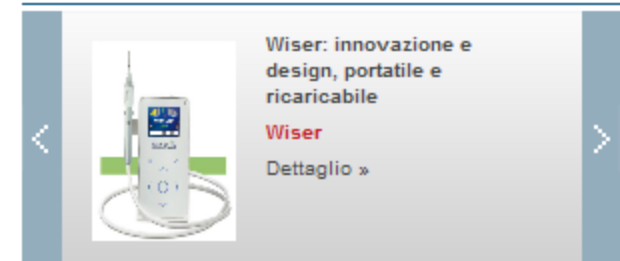 Wiser: innovazione e
design, portatile e
ricaricabile
Wiser
Dettaglio »